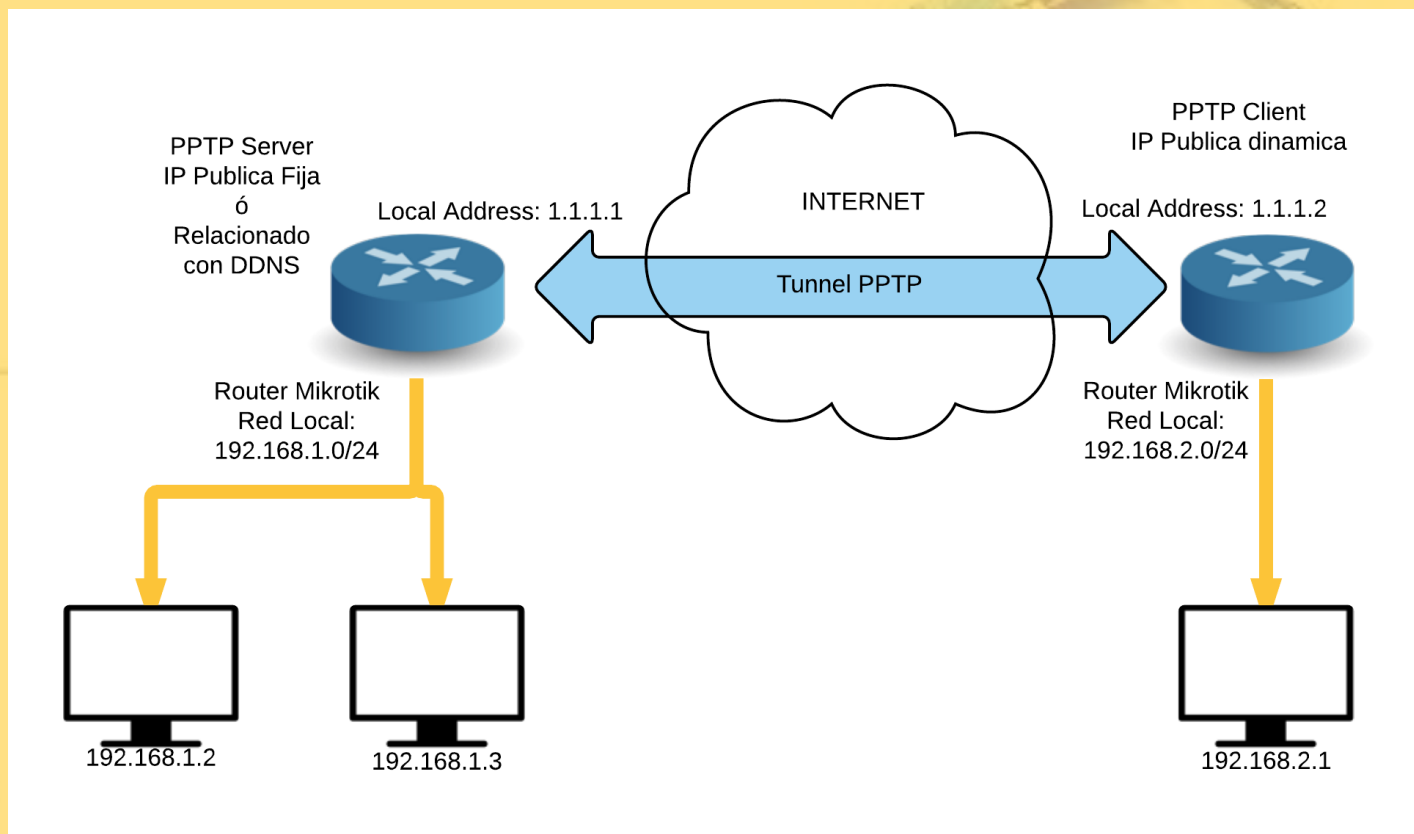 PPTP Server
IP Publica Fija
ó
Relacionado
con DDNS
Local Address: 1.1.1.1
INTERNET
Tunnel PPTP
PPTP Client
IP Publica dinamica
Local Address: 1.1.1.2
Router Mikrotik
Red Local:
192.168.1.0/24
Router Mikrotik
Red Local:
192.168.2.0/24
192.168.1.2
192.168.1.3
192.168.2.1